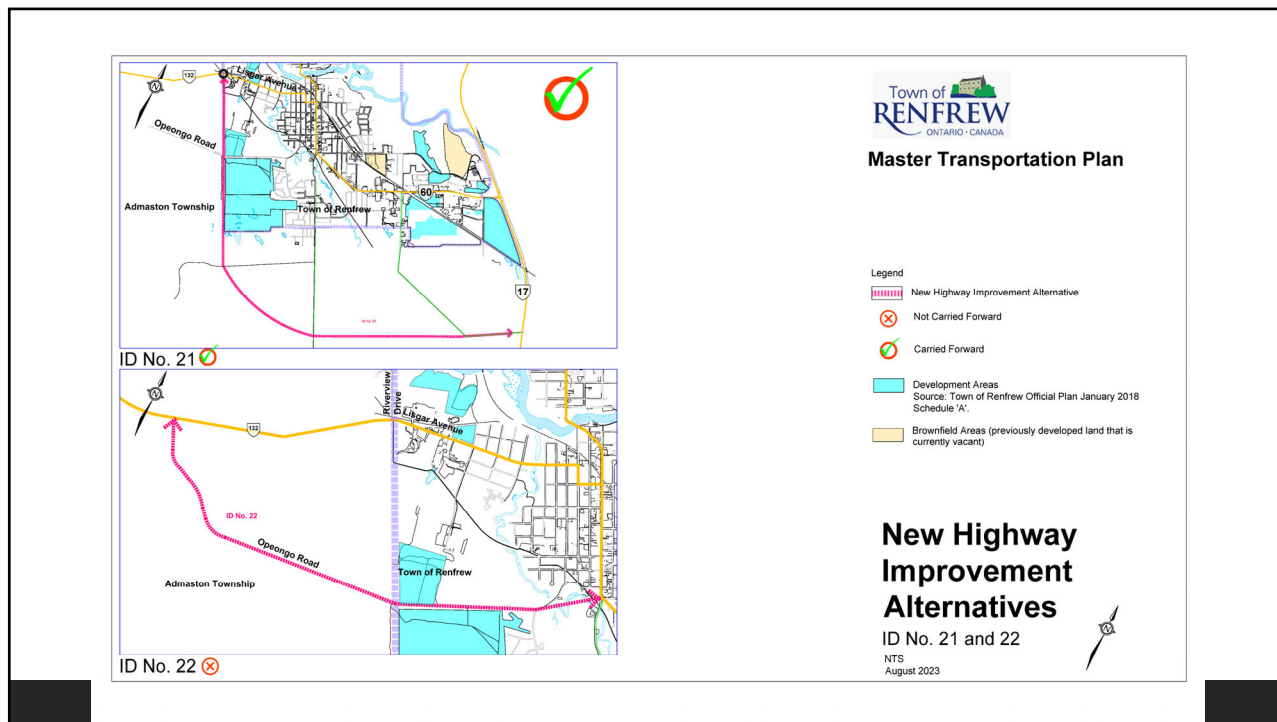 132
Lisgar Avenue
N
Opeongo Road
Admaston Township
Town of Renfrew
60
17
ID No. 21
N
Riverview
Drive
Lisgar Avenue
132
ID No. 22
Opeongo Road
Town of Renfrew
Admaston Township
ID No. 22
Town of
RENFREW
ONTARIO • CANADA
Master Transportation Plan
Legend
New Highway Improvement Alternative
Not Carried Forward
Carried Forward
Development Areas
Source: Town of Renfrew Official Plan January 2018
Schedule 'A'.
Brownfield Areas (previously developed land that is
currently vacant)
New Highway
Improvement
Alternatives
ID No. 21 and 22
N
NTS
August 2023